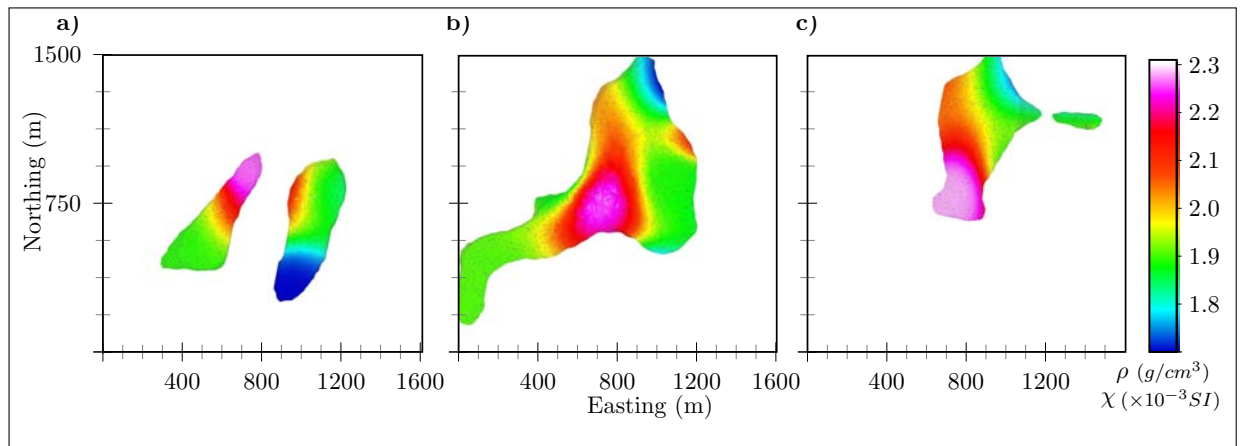 a) b) c)
1500
750
Northing (m)
400 800 1200 1600
400 800 1200 1600
400 800 1200
Easting (m)
2.3
2.2
2.1
2.0
1.9
1.8
ρ (g/cm³)
χ (×10⁻³SI)